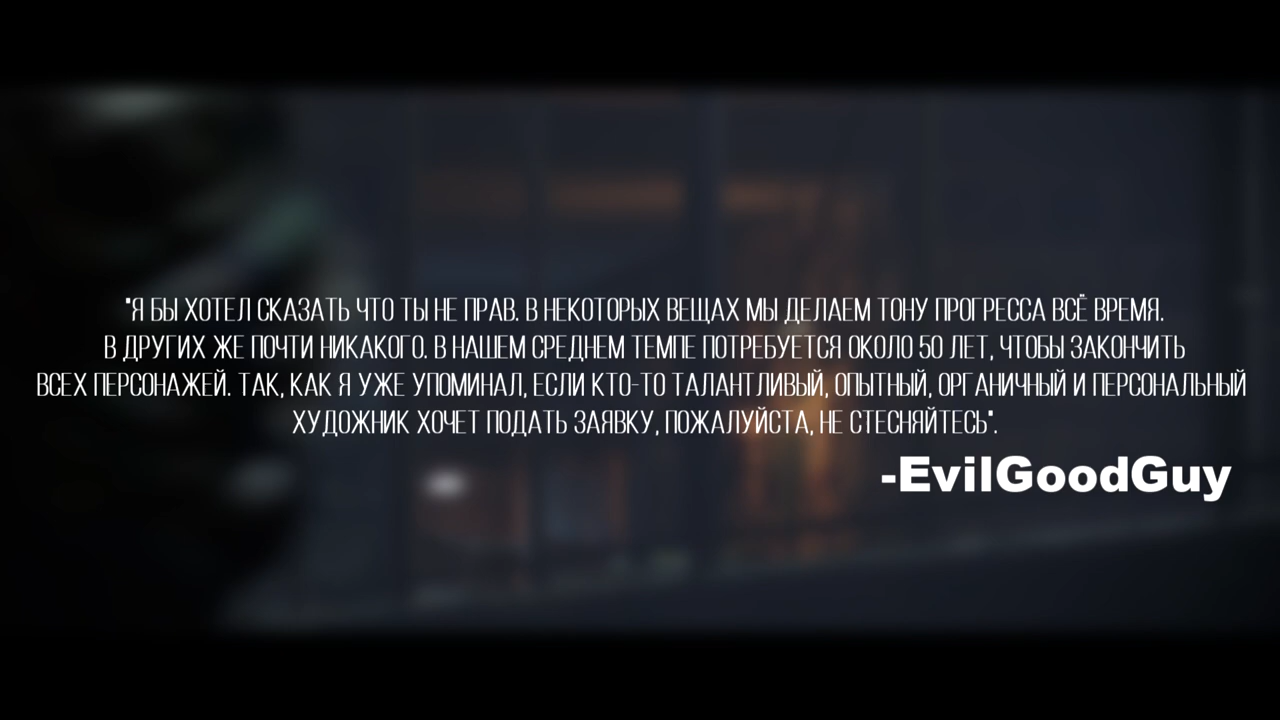 "Я БЫ ХОТЕЛ СКАЗАТЬ ЧТО ТЫ НЕ ПРАВ. В НЕКОТОРЫХ ВЕЩАХ МЫ ДЕЛАЕМ ТОНУ ПРОГРЕССА ВСЁ ВРЕМЯ.
В ДРУГИХ ЖЕ ПОЧТИ НИКАКОГО. В НАШЕМ СРЕДНЕМ ТЕМПЕ ПОТРЕБУЕТСЯ ОКОЛО 50 ЛЕТ, ЧТОБЫ ЗАКОНЧИТЬ
ВСЕХ ПЕРСОНАЖЕЙ. ТАК, КАК Я УЖЕ УПОМИНАЛ, ЕСЛИ КТО-ТО ТАЛАНТЛИВЫЙ, ОПЫТНЫЙ, ОРГАНИЧНЫЙ И ПЕРСОНАЛЬНЫЙ
ХУДОЖНИК ХОЧЕТ ПОДАТЬ ЗАЯВКУ, ПОЖАЛУЙСТА, НЕ СТЕСНЯЙТЕСЬ".
-EvilGoodGuy